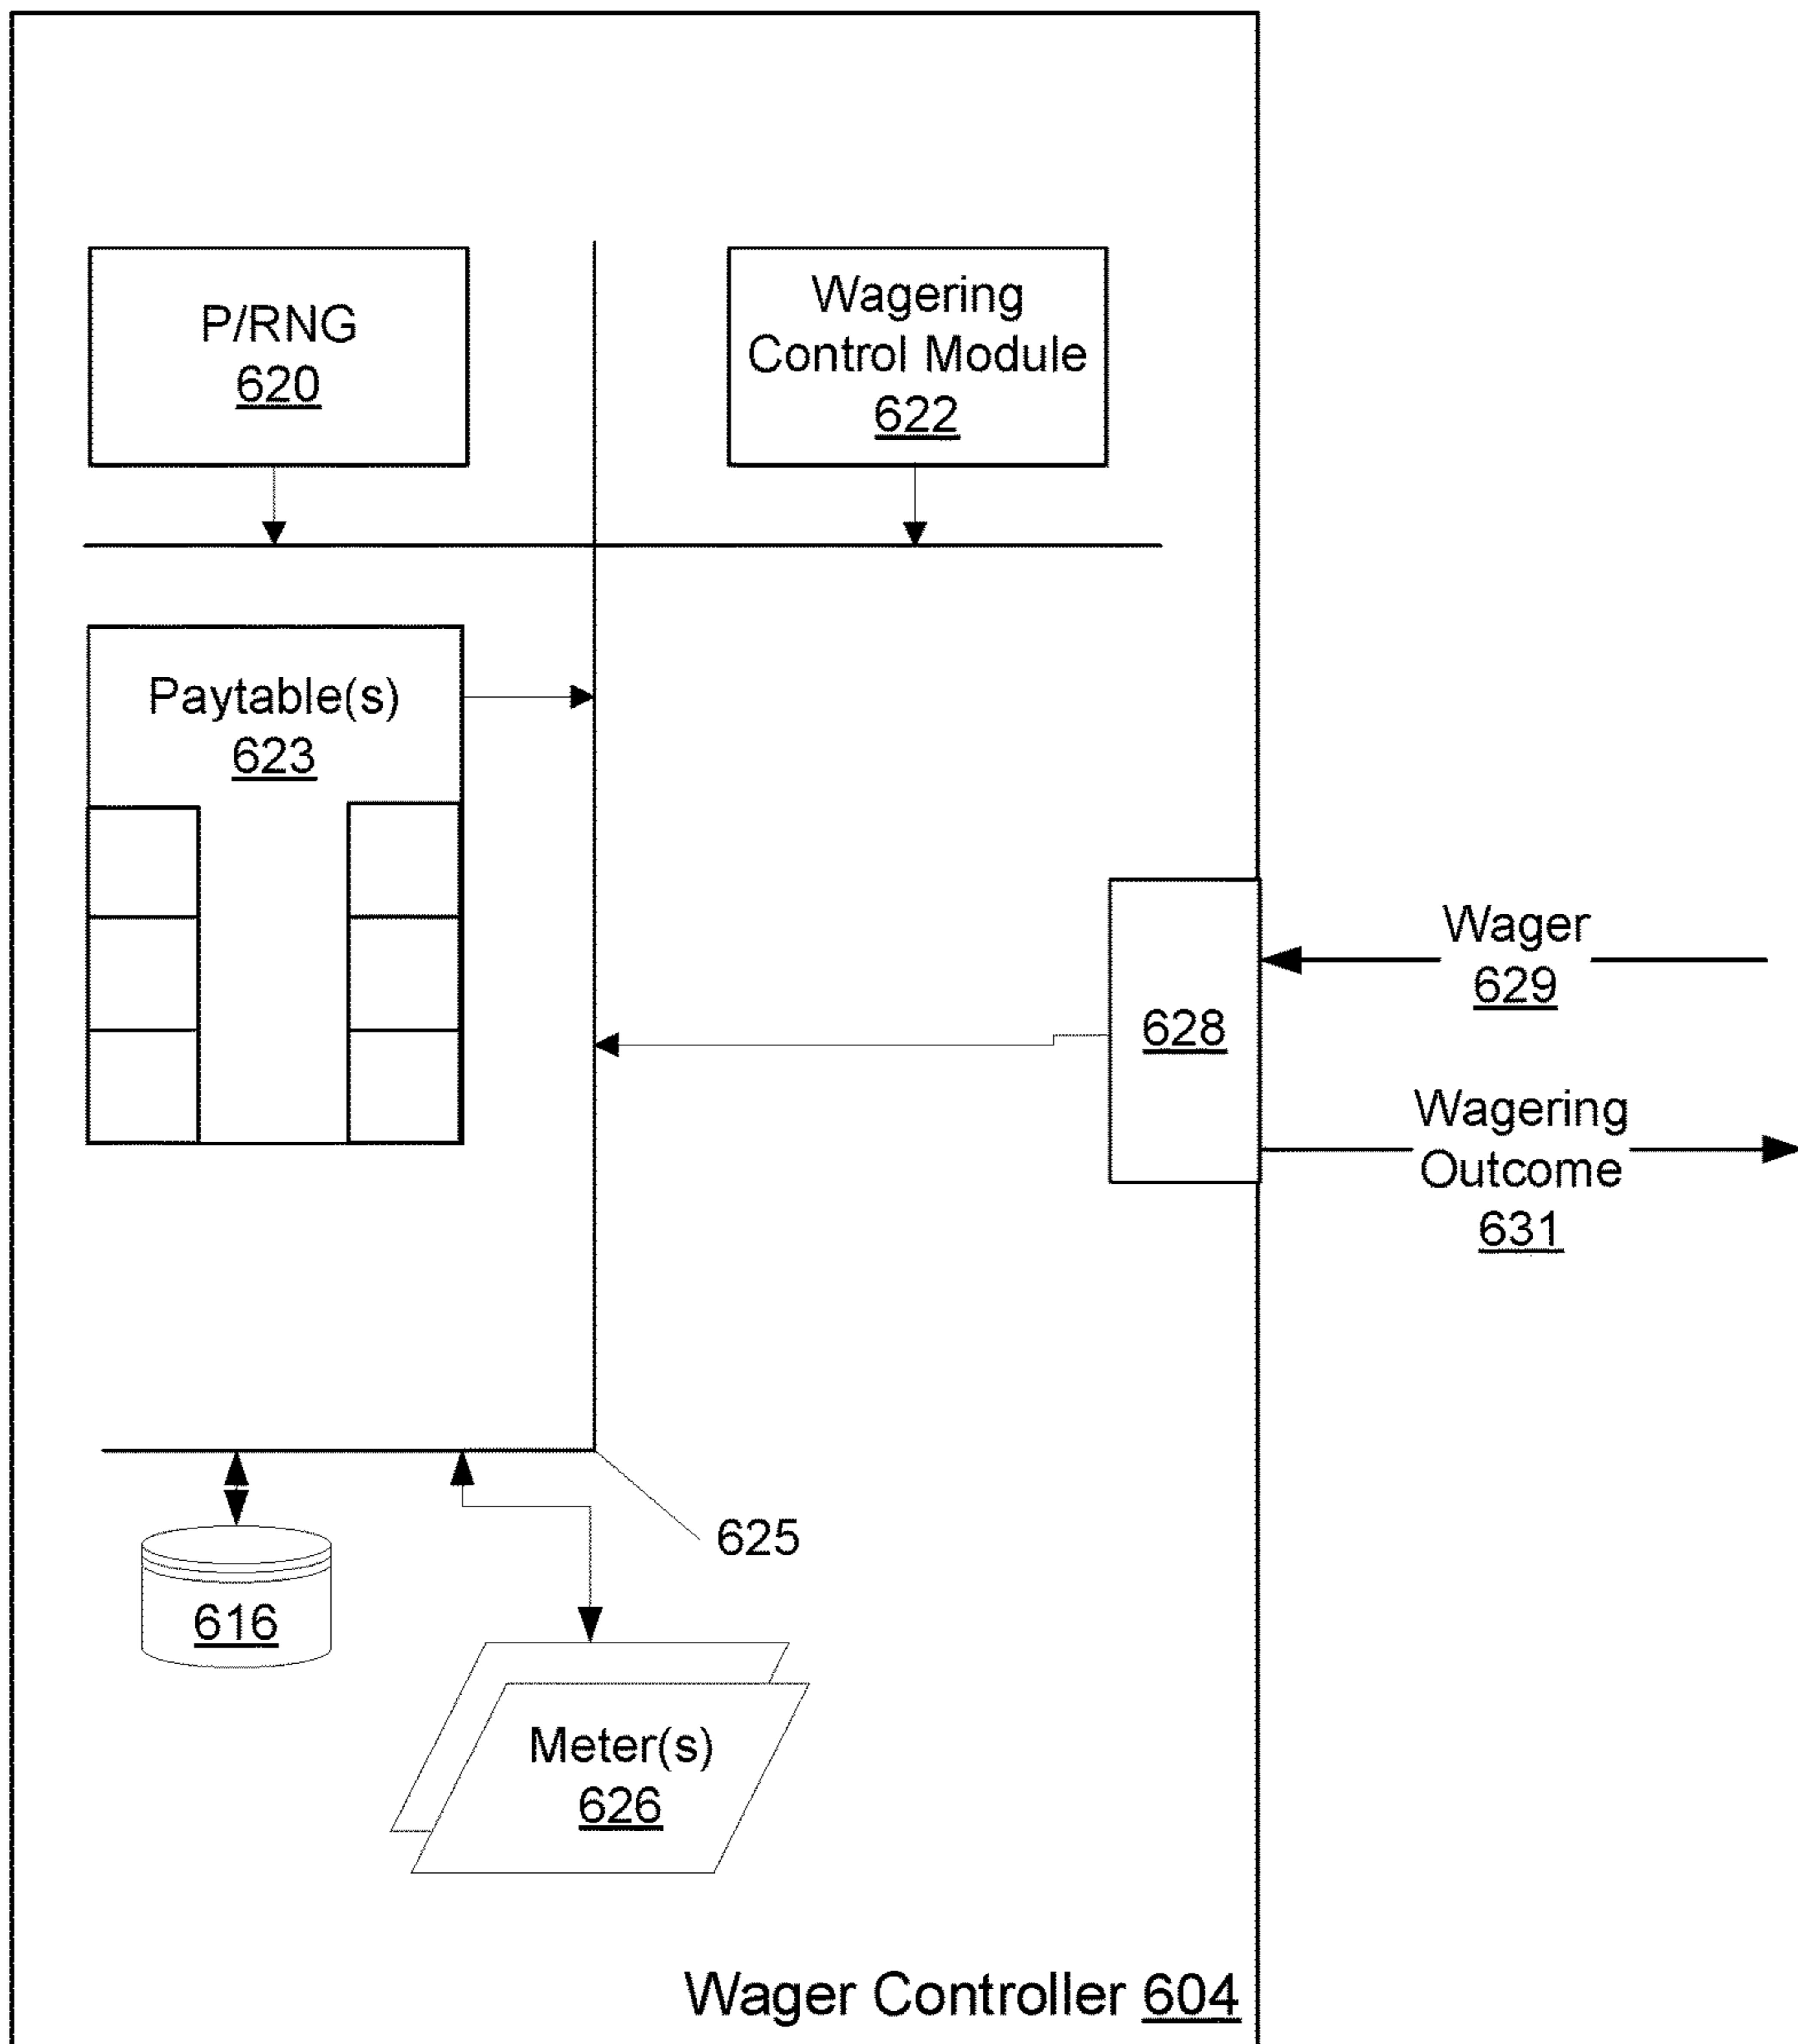 P/RNG
620
Wagering
Control Module
622
Paytable(s)
623
Wager
629
628
Wagering
Outcome
631
625
616
Meter(s)
626
Wager Controller 604